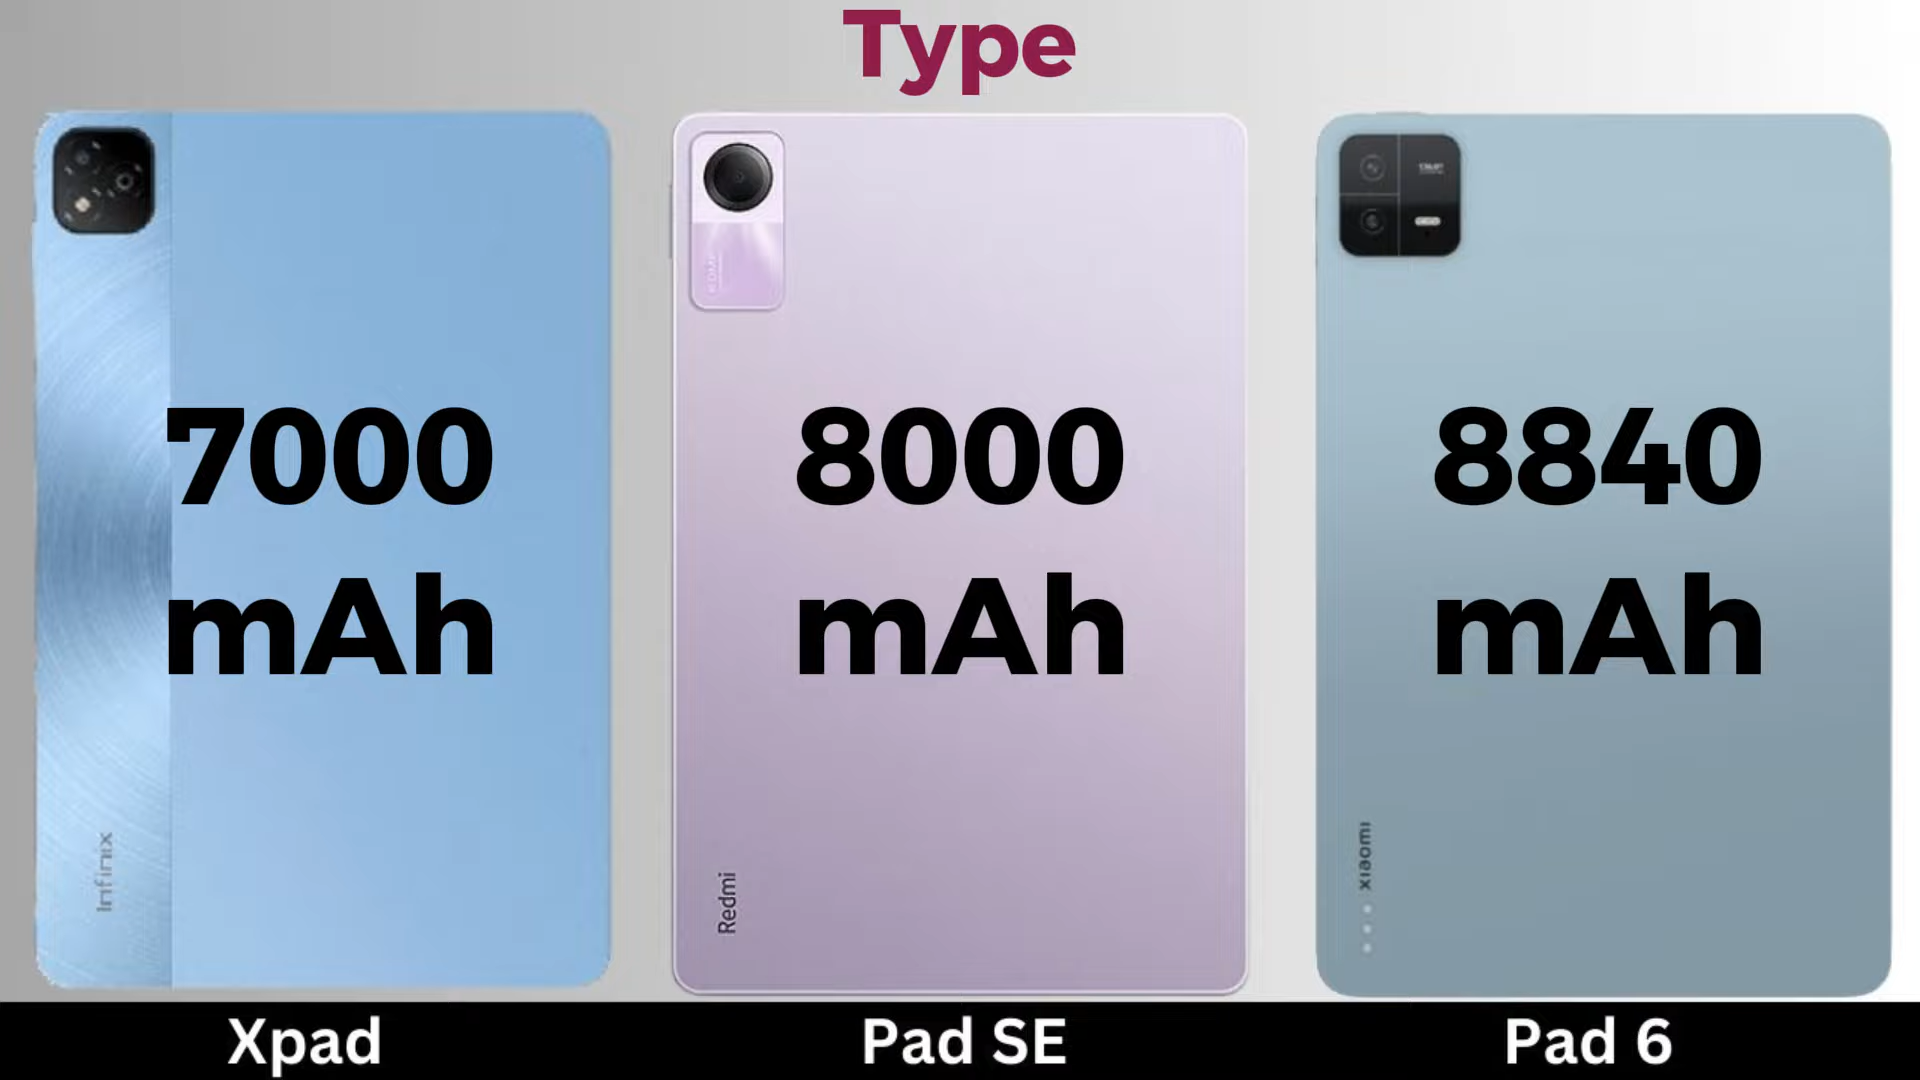 Type
7000
mAh
8000
mAh
8840
mAh
Infinix
Redmi
xiaomi
Xpad
Pad SE
Pad 6